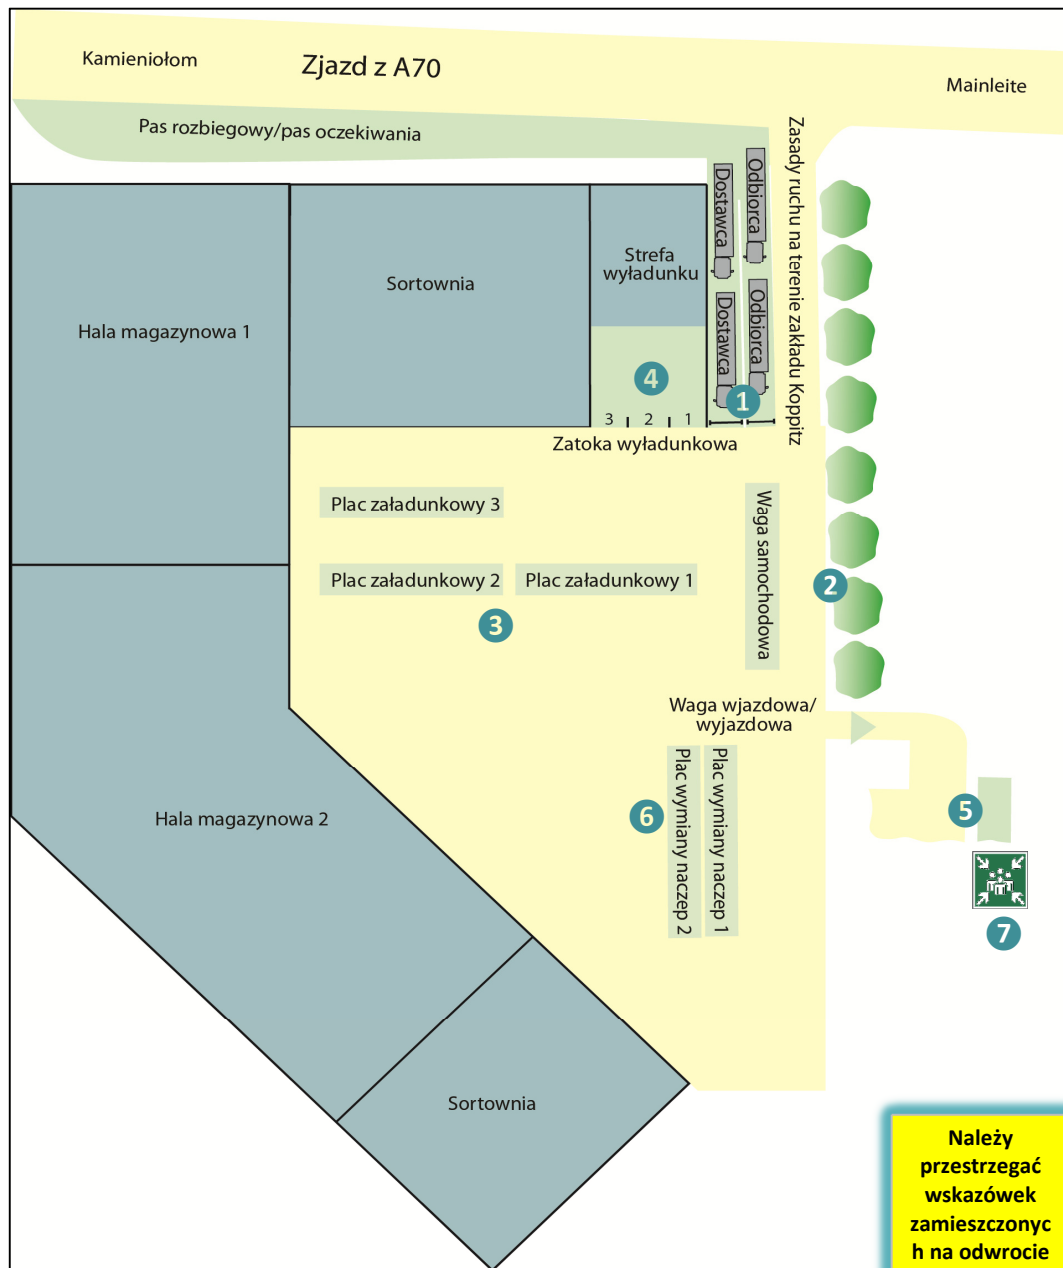 Kamieniołom
Zjazd z A70
Mainleite
Pas rozbiegowy/pas oczekiwania
Zasady ruchu na terenie zakładu Koppitz
Dostawca
Odbiorca
Dostawca
Odbiorca
Hala magazynowa 1
Sortownia
Strefa
wyładunku
4
1
3 2 1
Zatoka wyładunkowa
Plac załadunkowy 3
Plac załadunkowy 2
Plac załadunkowy 1
3
Waga samochodowa
2
Waga wjazdowa/
wyjazdowa
Plac wymiany naczep 2
Plac wymiany naczep 1
6
5
7
Hala magazynowa 2
Sortownia
Należy
przestrzegać
wskazówek
zamieszczonyc
h na odwrocie